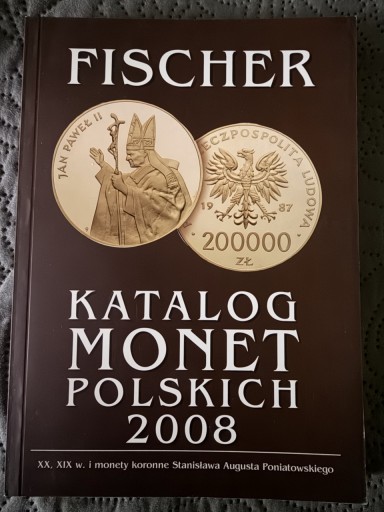 FISCHER
JAN PAWEŁ II
RZECZPOSPOLITA LUDOWA
19 87
200000
ZŁ
KATALOG
MONET
POLSKICH
2008
XX, XIX w. i monety koronne Stanisława Augusta Poniatowskiego